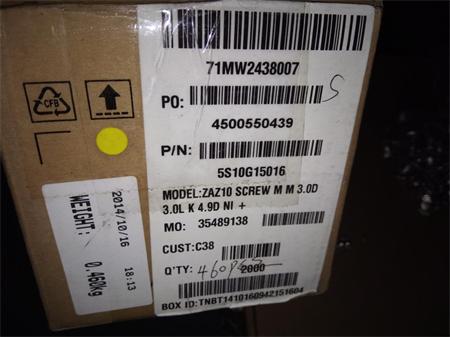 71MW2438007
PO:
4500550439
P/N:
5S10G15016
MODEL:ZAZ10 SCREW M M 3.0D
3.0L K 4.9D NI +
MO: 35489138
CUST:C38
Q'TY: 2000
BOX ID:TNBT1410160942151604
CFB
WEIGHT:
0.460kg
2014/10/16
18:13